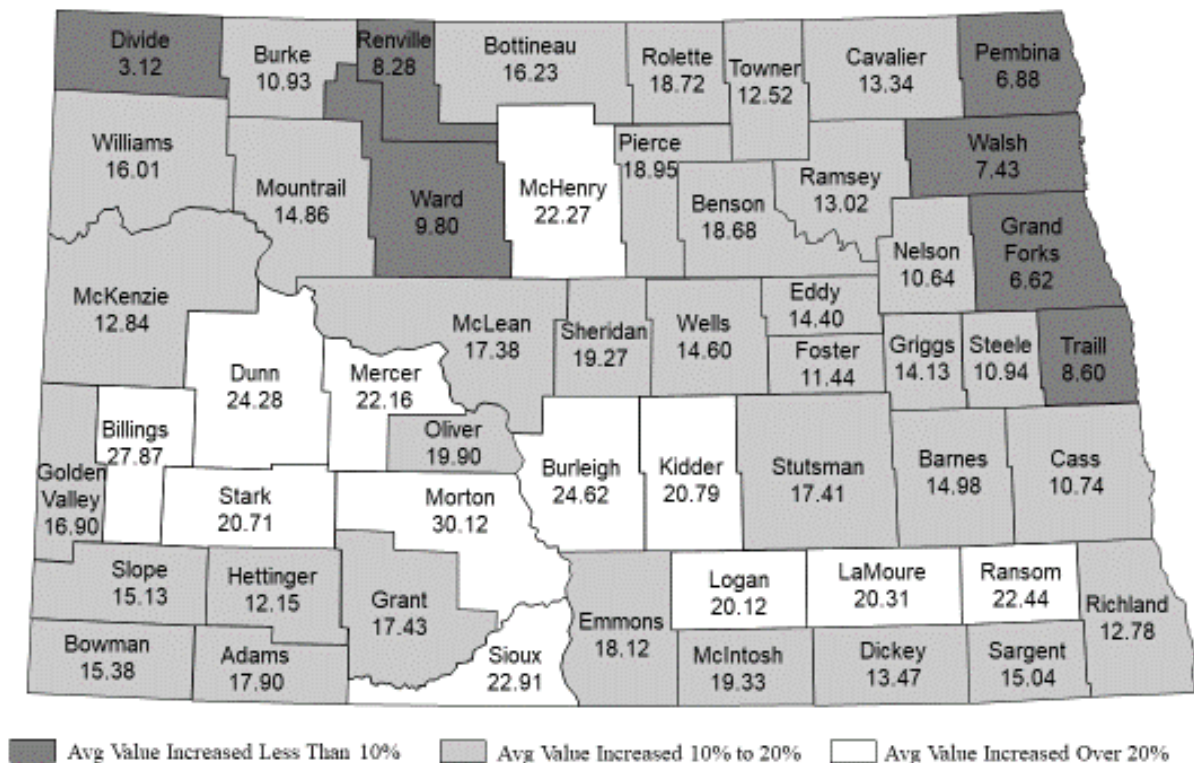 Divide
3.12
Burke
10.93
Renville
8.28
Bottineau
16.23
Rolette
18.72
Towner
12.52
Cavalier
13.34
Pembina
6.88
Williams
16.01
Mountrail
14.86
Ward
9.80
McHenry
22.27
Pierce
18.95
Benson
18.68
Ramsey
13.02
Walsh
7.43
Nelson
10.64
Grand
Forks
6.62
McKenzie
12.84
Dunn
24.28
Mercer
22.16
McLean
17.38
Sheridan
19.27
Wells
14.60
Eddy
14.40
Foster
11.44
Griggs
14.13
Steele
10.94
Traill
8.60
Golden
Valley
16.90
Billings
27.87
Stark
20.71
Oliver
19.90
Morton
30.12
Burleigh
24.62
Kidder
20.79
Stutsman
17.41
Barnes
14.98
Cass
10.74
Slope
15.13
Hettinger
12.15
Grant
17.43
Bowman
15.38
Adams
17.90
Sioux
22.91
Emmons
18.12
Logan
20.12
LaMoure
20.31
Ransom
22.44
Richland
12.78
McIntosh
19.33
Dickey
13.47
Sargent
15.04
Avg Value Increased Less Than 10%
Avg Value Increased 10% to 20%
Avg Value Increased Over 20%